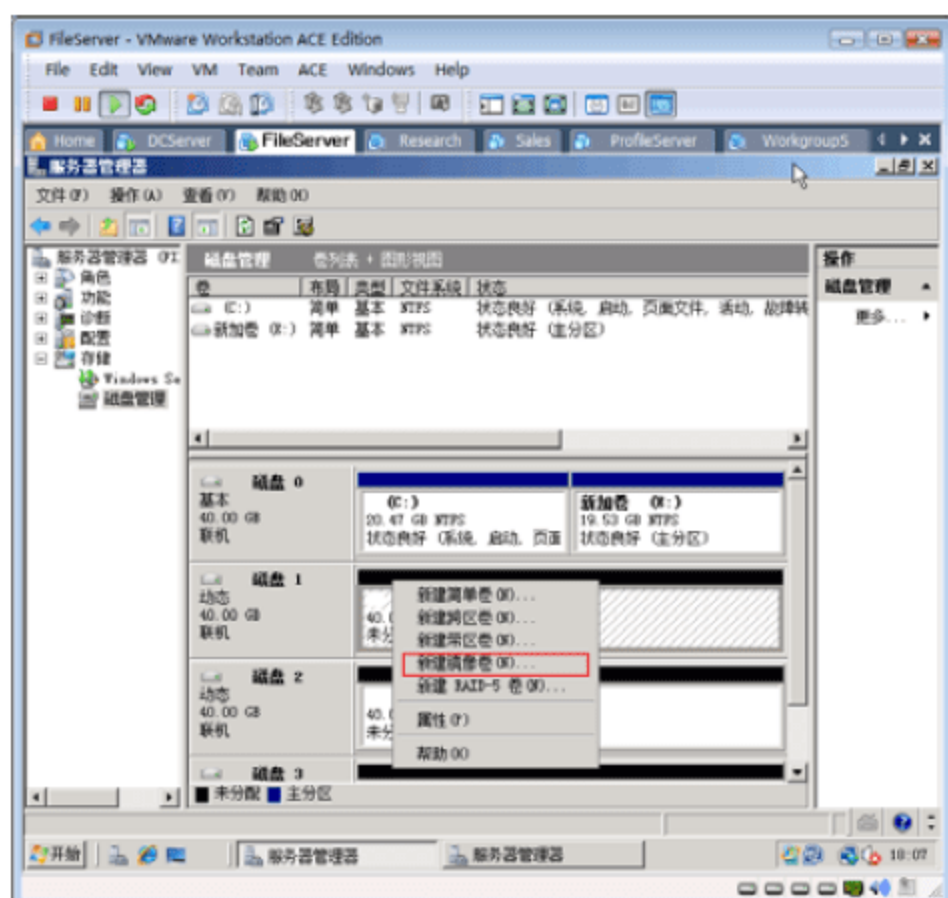 FileServer - VMware Workstation ACE Edition
File Edit View VM Team ACE Windows Help
Home DCServer FileServer Research Sales ProfileServer Workgroup5
服务器管理器
文件(F) 操作(A) 查看(V) 帮助(H)
服务器管理器 (FI
角色
功能
诊断
配置
存储
Windows Se
磁盘管理
磁盘管理 卷列表 + 图形视图
卷 布局 类型 文件系统 状态
(C:) 简单 基本 NTFS 状态良好 (系统, 启动, 页面文件, 活动, 故障转
新加卷 (E:) 简单 基本 NTFS 状态良好 (主分区)
操作
磁盘管理
更多...
磁盘 0
基本
40.00 GB
联机
(C:)
20.47 GB NTFS
状态良好 (系统, 启动, 页面
新加卷 (E:)
19.53 GB NTFS
状态良好 (主分区)
磁盘 1
动态
40.00 GB
联机
40.0
未分
新建简单卷(N)...
新建跨区卷(N)...
新建带区卷(N)...
新建镜像卷(N)...
新建 RAID-5 卷(N)...
属性(P)
帮助(H)
磁盘 2
动态
40.00 GB
联机
40.0
未分
磁盘 3
未分配 主分区
开始 服务器管理器 服务器管理器 18:07